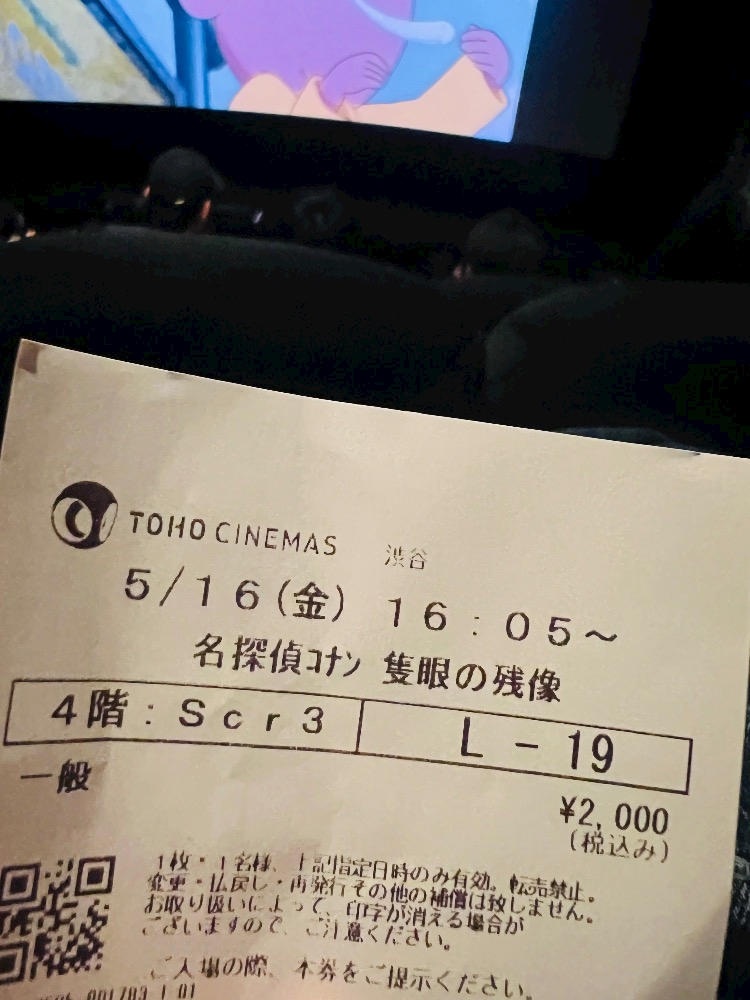 TOHO CINEMAS 渋谷
5/16(金) 16:05~
名探偵コナン 隻眼の残像
4階:Scr3 L-19
一般
¥2,000
(税込み)
1枚・1名様、上記指定日時のみ有効。転売禁止。
変更・払戻し・再発行その他の補償は致しません。
お取り扱いによって、印字が消える場合が
ございますので、ご注意ください。
ご入場の際、本券をご提示ください。